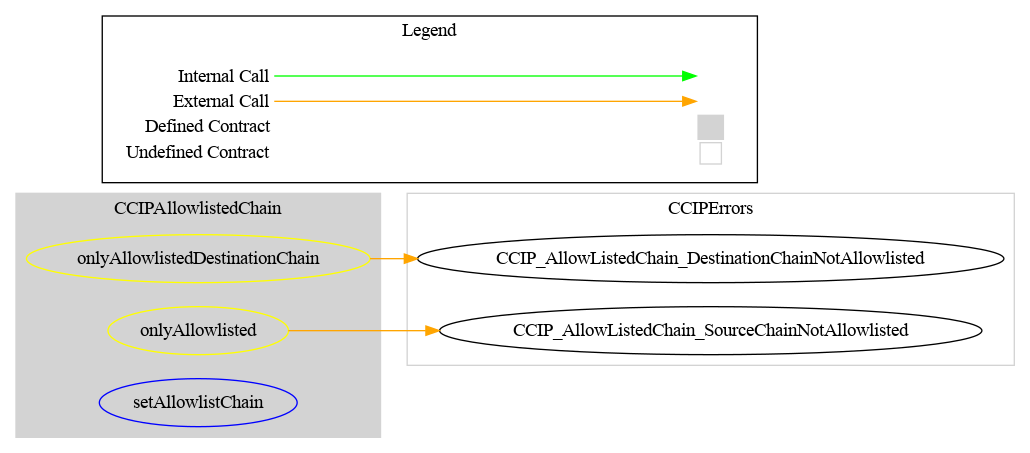 Legend
Internal Call
External Call
Defined Contract
Undefined Contract
CCIPAllowlistedChain
CCIPErrors
onlyAllowlistedDestinationChain
CCIP_AllowListedChain_DestinationChainNotAllowlisted
onlyAllowlisted
CCIP_AllowListedChain_SourceChainNotAllowlisted
setAllowlistChain